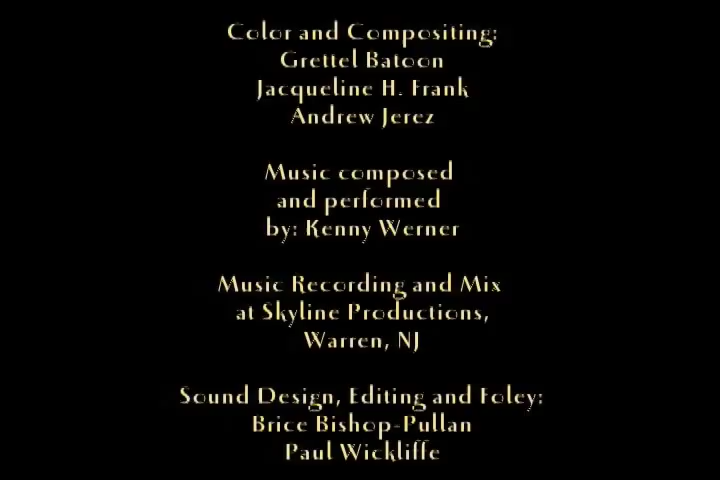 Color and Compositing:
Grettel Batoon
Jacqueline H. Frank
Andrew Jerez
Music composed
and performed
by: Kenny Werner
Music Recording and Mix
at Skyline Productions,
Warren, NJ
Sound Design, Editing and Foley:
Brice Bishop-Pullan
Paul Wickliffe